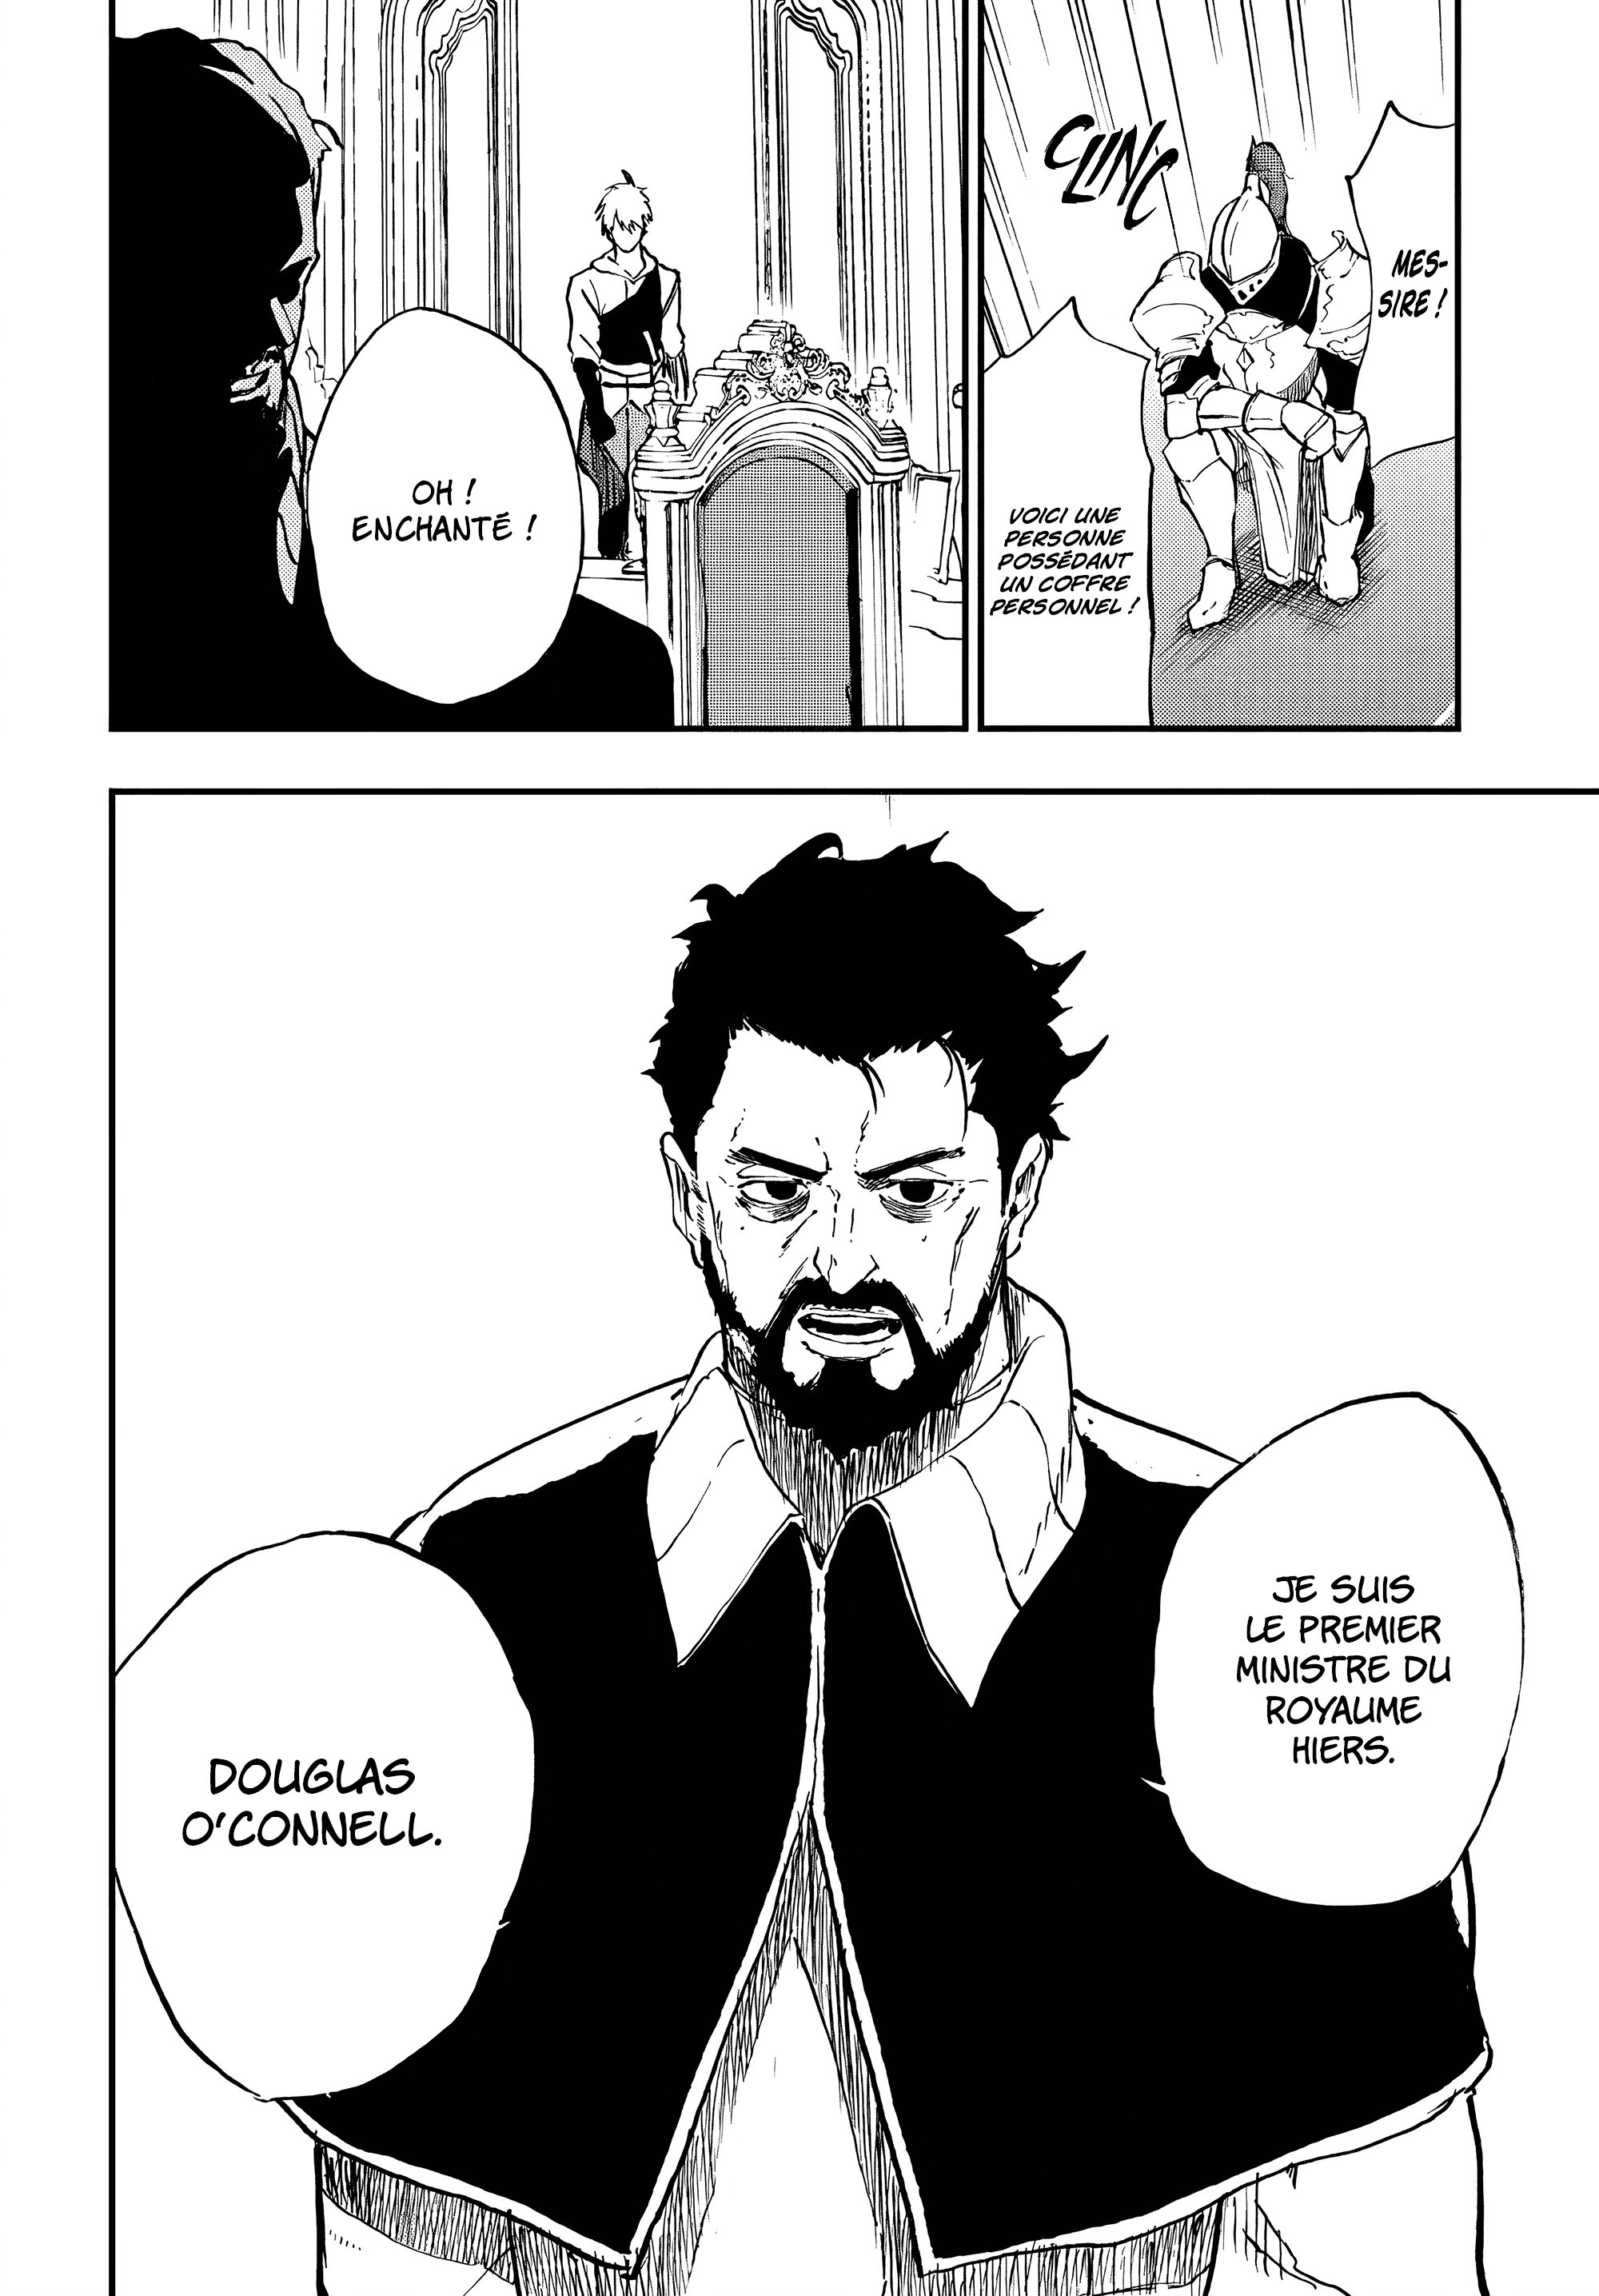 CLINC
MES-
SIRE !
VOICI UNE
PERSONNE
POSSÉDANT
UN COFFRE
PERSONNEL !
OH !
ENCHANTÉ !
JE SUIS
LE PREMIER
MINISTRE DU
ROYAUME
HIERS.
DOUGLAS
O'CONNELL.